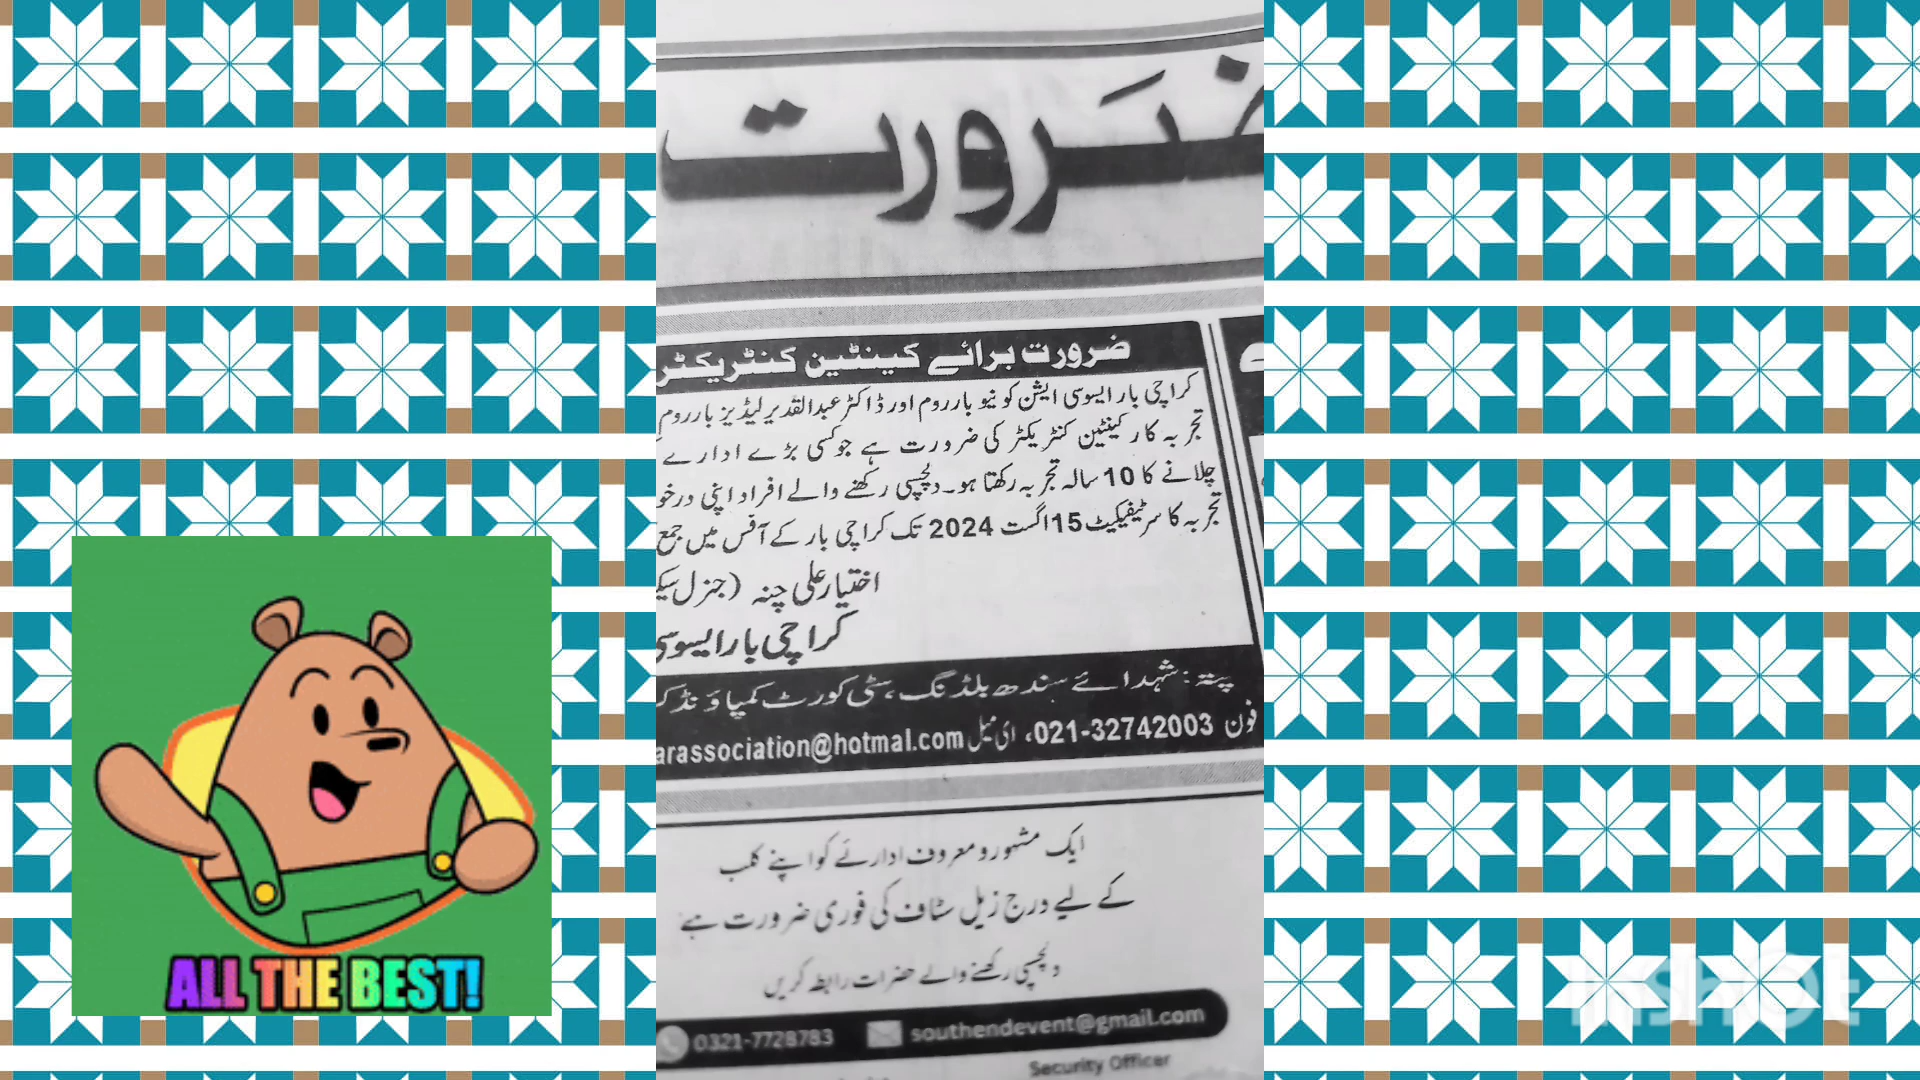 ضرورت
ضرورت برائے کینٹین کنٹریکٹر
کراچی بار ایسوسی ایشن کو نیو بار روم اور ڈاکٹر عبدالقدیر لیڈیز بار روم
تجربہ کار کینٹین کنٹریکٹر کی ضرورت ہے جو کسی بڑے ادارے
چلانے کا 10 سالہ تجربہ رکھتا ہو۔ دلچسپی رکھنے والے افراد اپنی درخو
تجربہ کا سرٹیفیکیٹ 15 اگست 2024 تک کراچی بار کے آفس میں جمع
اختیار علی چنہ (جنرل سیک
کراچی بار ایسوسی
پتہ: شہدائے سندھ بلڈنگ، سٹی کورٹ کمپاؤنڈ ک
فون 021-32742003، ای میل arassociation@hotmal.com
ایک مشہور و معروف ادارئے کو اپنے کلب
کے لیے درج زیل سٹاف کی فوری ضرورت ہے
دلچسپی رکھنے والے حضرات رابطہ کریں
0321-7728783 southendevent@gmail.com
Security Officer
ALL THE BEST!
InShOt